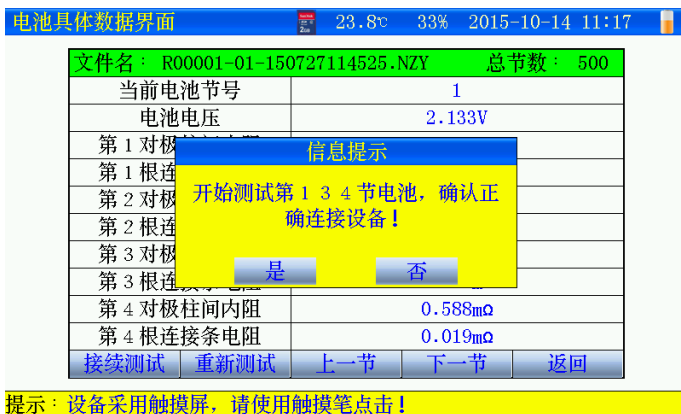 电池具体数据界面 23.8℃ 33% 2015-10-14 11:17
文件名： R00001-01-150727114525.NZY 总节数： 500
当前电池节号 1
电池电压 2.133V
第1对极
信息提示
第1根连
开始测试第134节电池，确认正
确连接设备！
第2对极
第2根连
第3对极
是 否
第3根连
第4对极柱间内阻 0.588mΩ
第4根连接条电阻 0.019mΩ
接续测试 重新测试 上一节 下一节 返回
提示：设备采用触摸屏，请使用触摸笔点击！